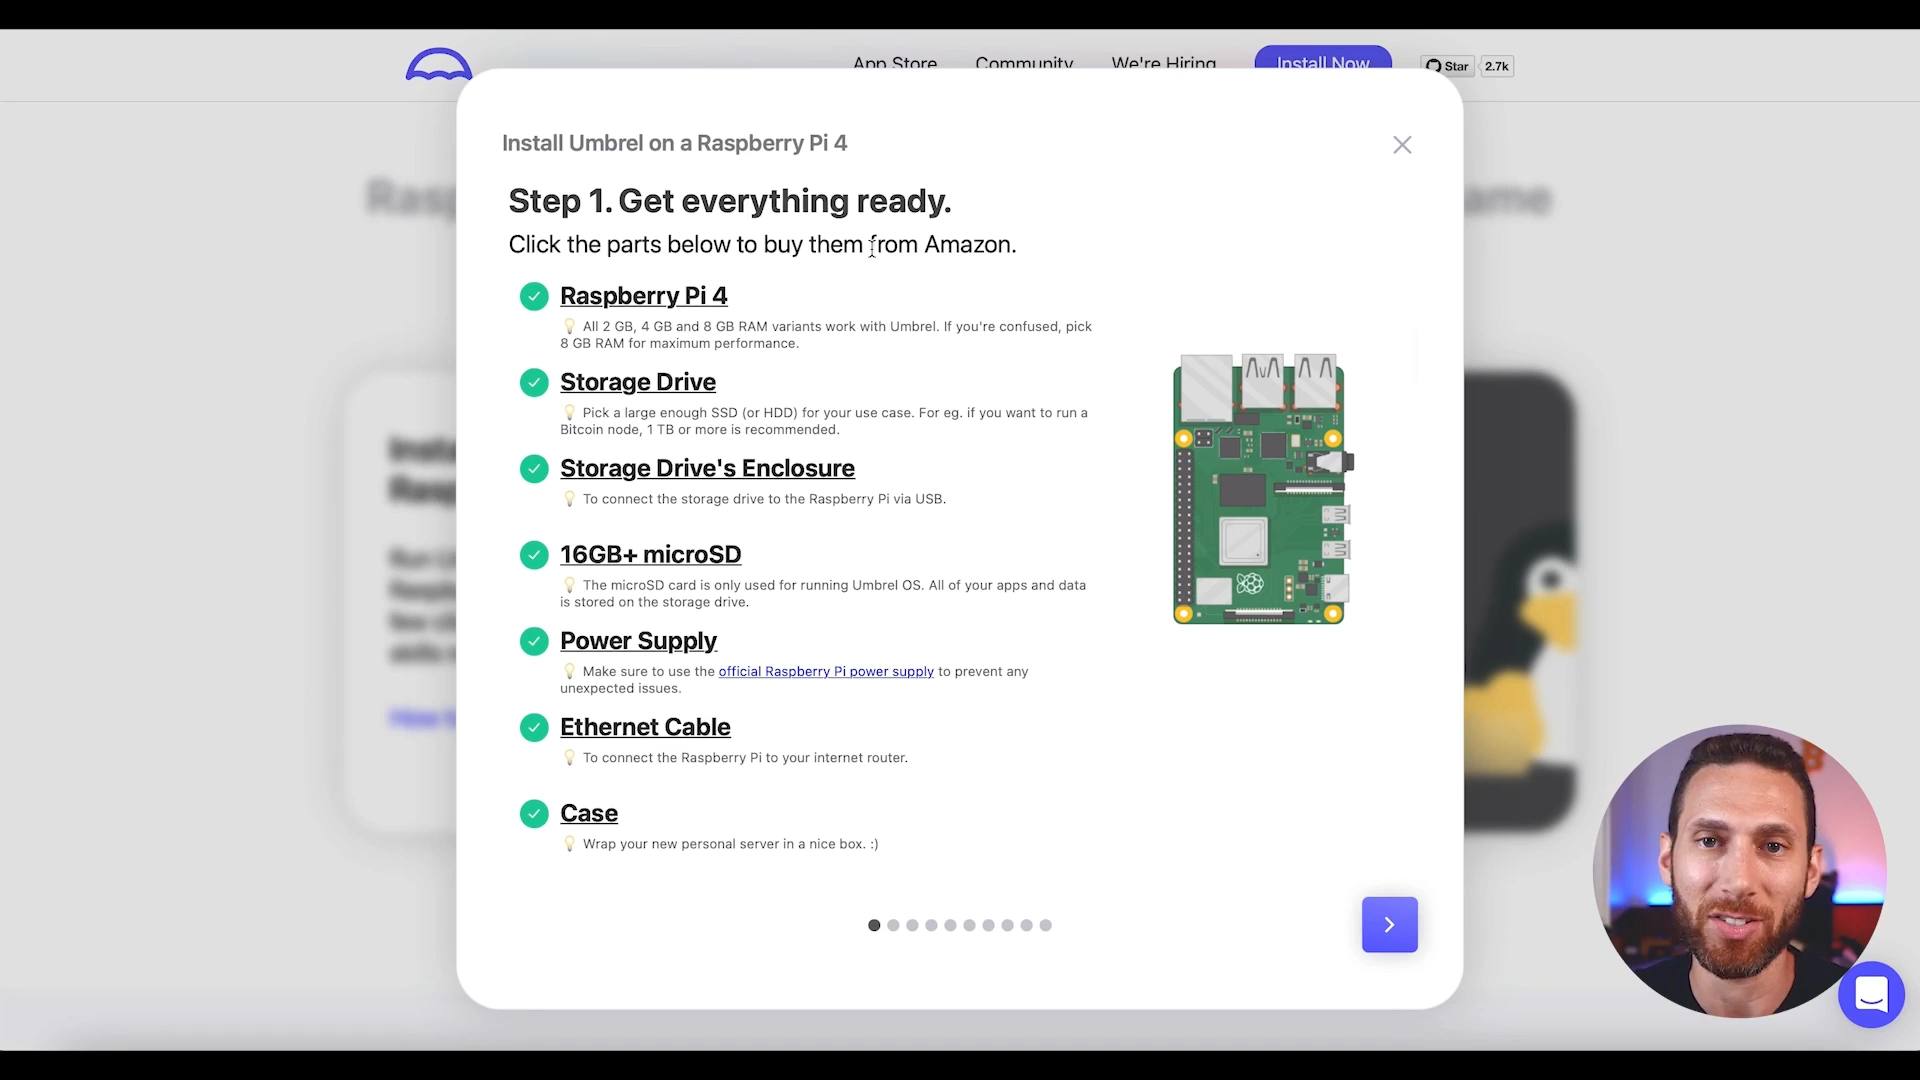 App Store
Community
We're Hiring
Install Now
Star
2.7k
Install Umbrel on a Raspberry Pi 4
Step 1. Get everything ready.
Click the parts below to buy them from Amazon.
Raspberry Pi 4
💡 All 2 GB, 4 GB and 8 GB RAM variants work with Umbrel. If you're confused, pick
8 GB RAM for maximum performance.
Storage Drive
💡 Pick a large enough SSD (or HDD) for your use case. For eg. if you want to run a
Bitcoin node, 1 TB or more is recommended.
Storage Drive's Enclosure
💡 To connect the storage drive to the Raspberry Pi via USB.
16GB+ microSD
💡 The microSD card is only used for running Umbrel OS. All of your apps and data
is stored on the storage drive.
Power Supply
💡 Make sure to use the official Raspberry Pi power supply to prevent any
unexpected issues.
Ethernet Cable
💡 To connect the Raspberry Pi to your internet router.
Case
💡 Wrap your new personal server in a nice box. :)